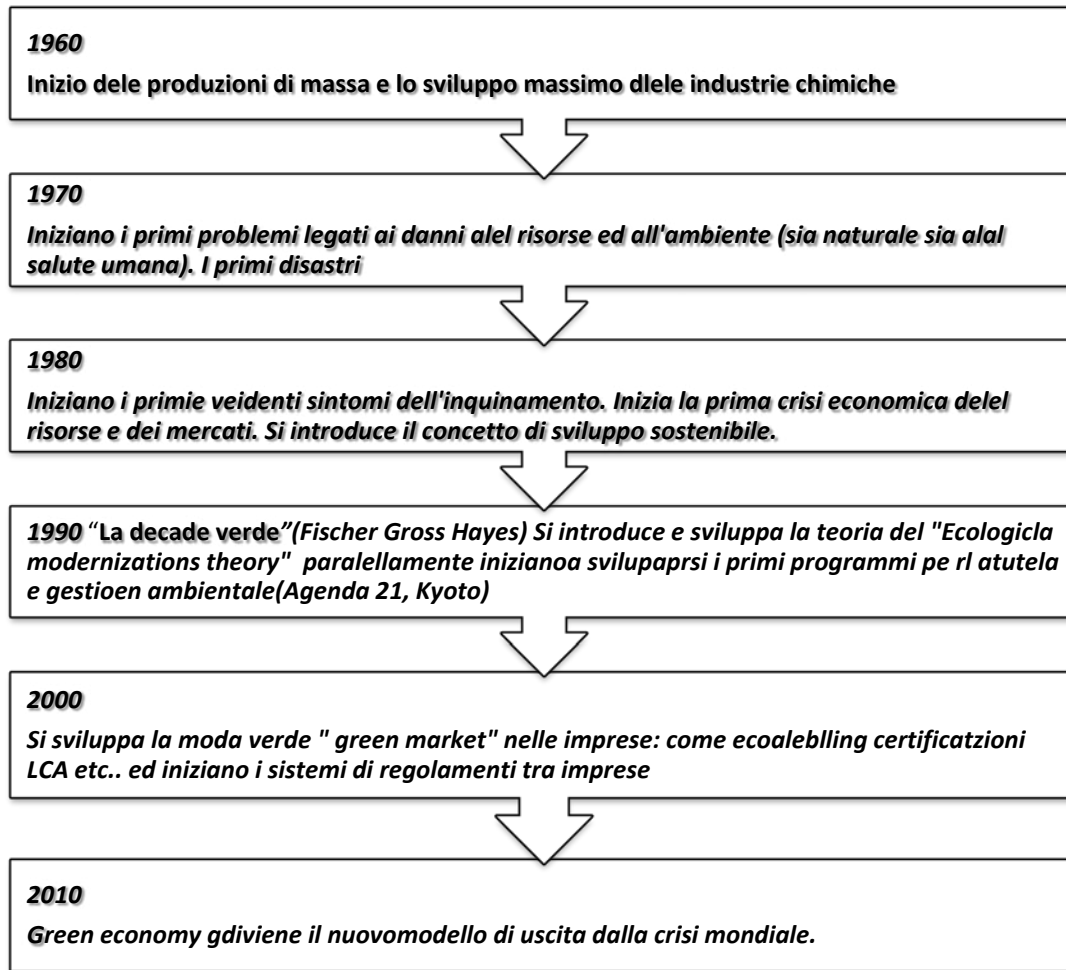 1960
Inizio dele produzioni di massa e lo sviluppo massimo dlele industrie chimiche
1970
Iniziano i primi problemi legati ai danni alel risorse ed all'ambiente (sia naturale sia alal
salute umana). I primi disastri
1980
Iniziano i primie veidenti sintomi dell'inquinamento. Inizia la prima crisi economica delel
risorse e dei mercati. Si introduce il concetto di sviluppo sostenibile.
1990 “La decade verde”(Fischer Gross Hayes) Si introduce e sviluppa la teoria del "Ecologicla
modernizations theory"  paralellamente inizianoa svilupaprsi i primi programmi pe rl atutela
e gestioen ambientale(Agenda 21, Kyoto)
2000
Si sviluppa la moda verde " green market" nelle imprese: come ecoaleblling certificatzioni
LCA etc.. ed iniziano i sistemi di regolamenti tra imprese
2010
Green economy gdiviene il nuovomodello di uscita dalla crisi mondiale.